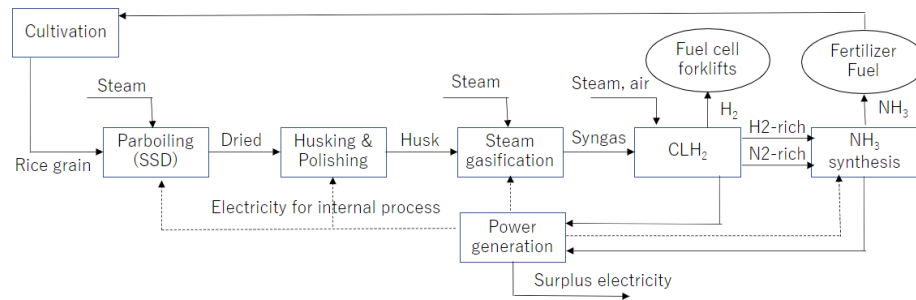 Cultivation
Fuel cell
forklifts
Fertilizer
Fuel
Steam
Steam
Steam, air
H₂
NH₃
Parboiling
(SSD)
Dried
Husking &
Polishing
Husk
Steam
gasification
Syngas
CLH₂
H2-rich
N2-rich
NH₃
synthesis
Rice grain
Electricity for internal process
Power
generation
Surplus electricity